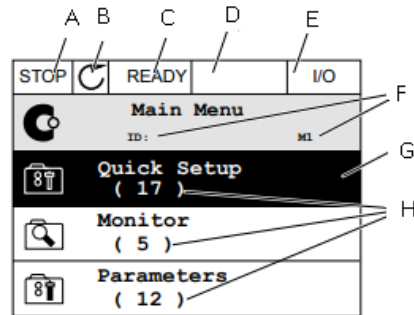 A B C D E
STOP READY I/O
Main Menu
ID: M1
F
G
Quick Setup
( 17 )
H
Monitor
( 5 )
Parameters
( 12 )